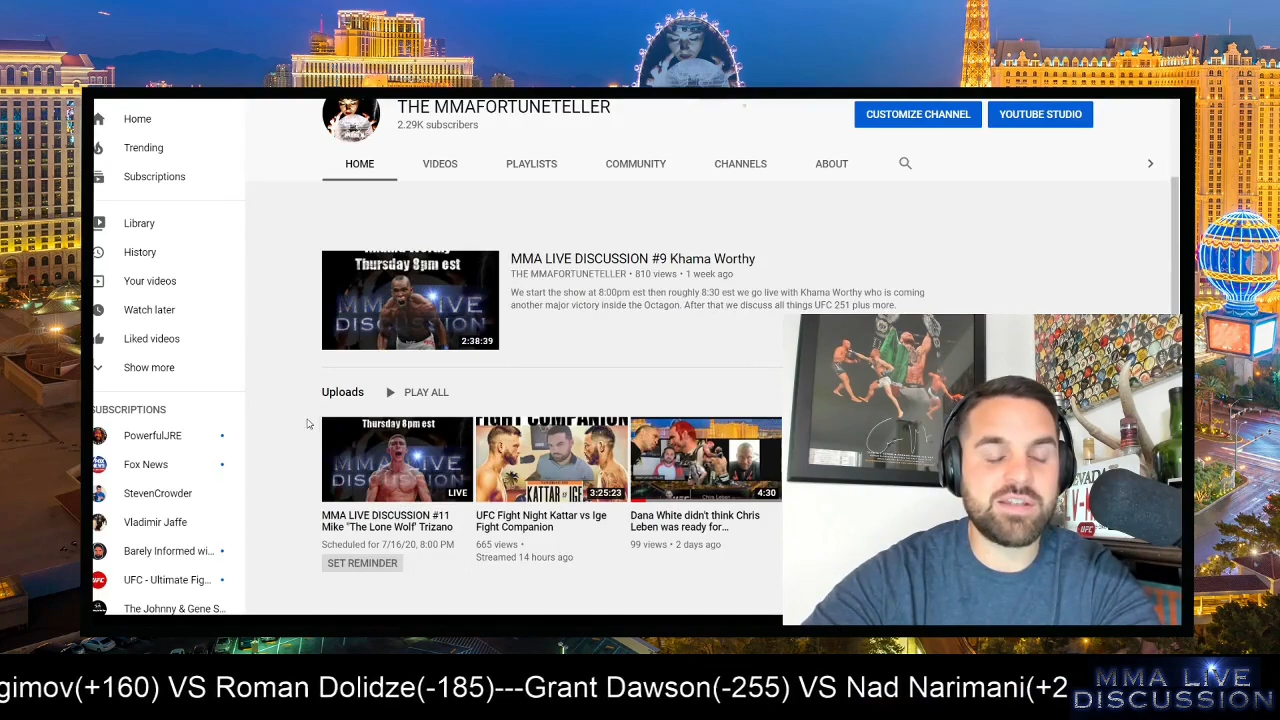 THE MMAFORTUNETELLER
2.29K subscribers
CUSTOMIZE CHANNEL
YOUTUBE STUDIO
HOME
VIDEOS
PLAYLISTS
COMMUNITY
CHANNELS
ABOUT
Home
Trending
Subscriptions
Library
History
Your videos
Watch later
Liked videos
Show more
SUBSCRIPTIONS
PowerfulJRE
Fox News
StevenCrowder
Vladimir Jaffe
Barely Informed wi...
UFC - Ultimate Fig...
The Johnny & Gene S...
Thursday 8pm est
MMA LIVE
DISCUSSION
2:38:39
MMA LIVE DISCUSSION #9 Khama Worthy
THE MMAFORTUNETELLER • 810 views • 1 week ago
We start the show at 8:00pm est then roughly 8:30 est we go live with Khama Worthy who is coming
another major victory inside the Octagon. After that we discuss all things UFC 251 plus more.
Uploads
PLAY ALL
Thursday 8pm est
MMA LIVE
DISCUSSION
LIVE
MMA LIVE DISCUSSION #11
Mike "The Lone Wolf' Trizano
Scheduled for 7/16/20, 8:00 PM
SET REMINDER
FIGHT COMPANION
KATTAR IGE
3:25:23
UFC Fight Night Kattar vs Ige
Fight Companion
665 views •
Streamed 14 hours ago
Chris Leben
4:30
Dana White didn't think Chris
Leben was ready for...
99 views • 2 days ago
UFC
gimov(+160) VS Roman Dolidze(-185)---Grant Dawson(-255) VS Nad Narimani(+2
MMA LIVE
DISCUSSION